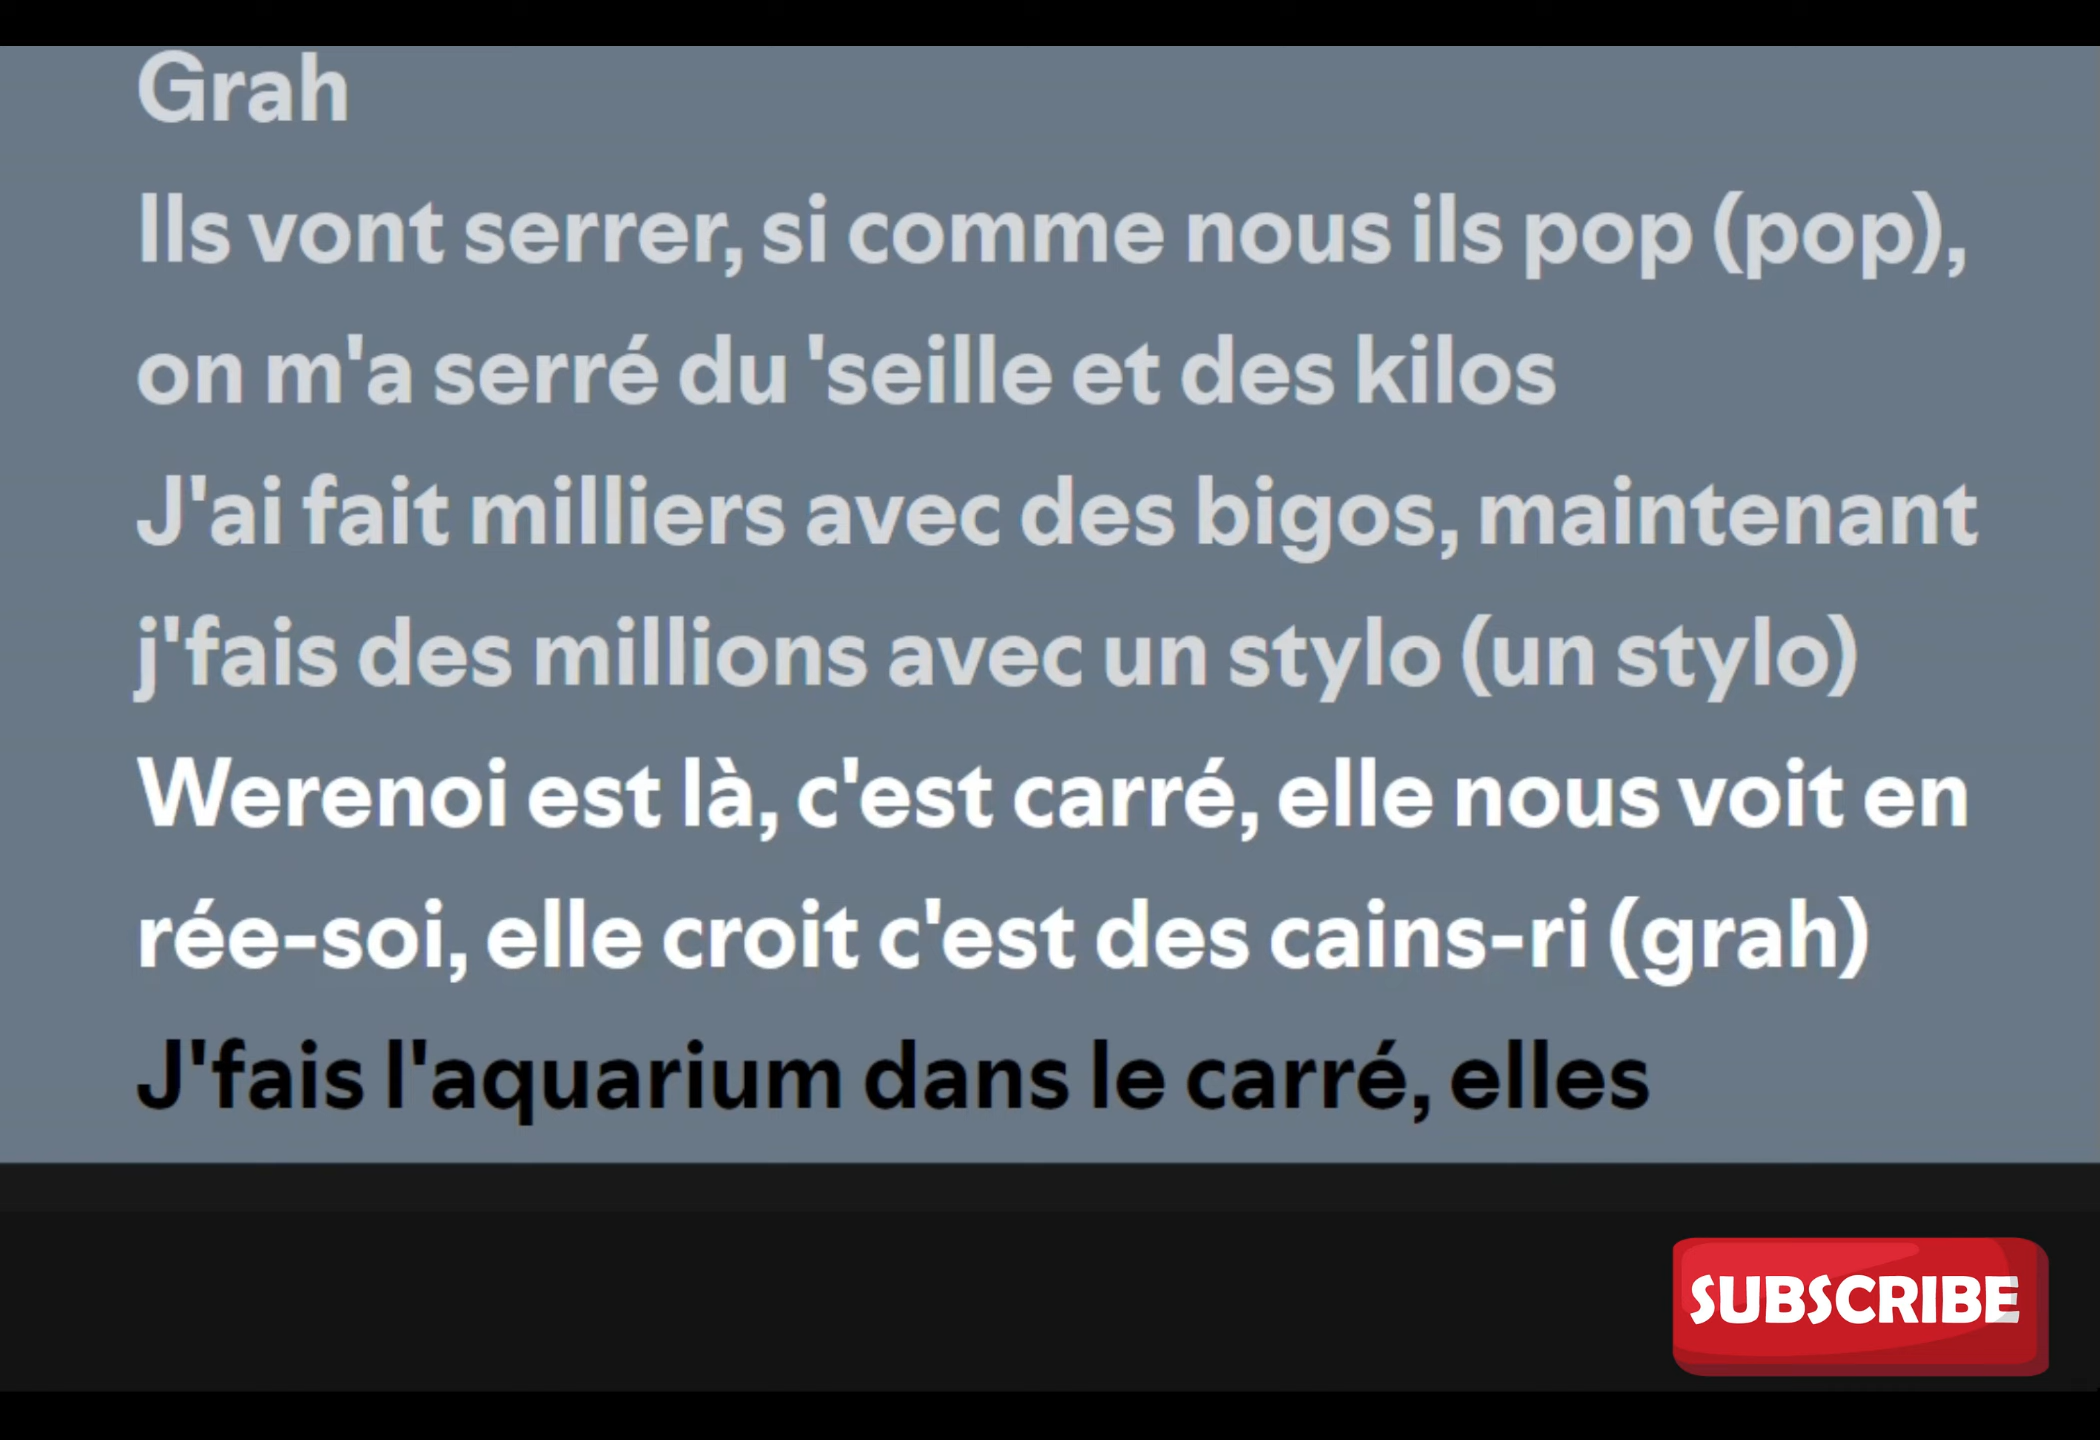 Grah
Ils vont serrer, si comme nous ils pop (pop),
on m'a serré du 'seille et des kilos
J'ai fait milliers avec des bigos, maintenant
j'fais des millions avec un stylo (un stylo)
Werenoi est là, c'est carré, elle nous voit en
rée-soi, elle croit c'est des cains-ri (grah)
J'fais l'aquarium dans le carré, elles
SUBSCRIBE